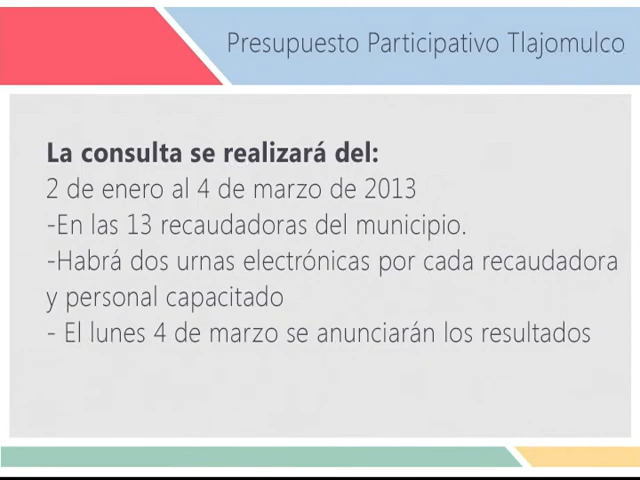 Presupuesto Participativo Tlajomulco
La consulta se realizará del:
2 de enero al 4 de marzo de 2013
-En las 13 recaudadoras del municipio.
-Habrá dos urnas electrónicas por cada recaudadora
y personal capacitado
- El lunes 4 de marzo se anunciarán los resultados